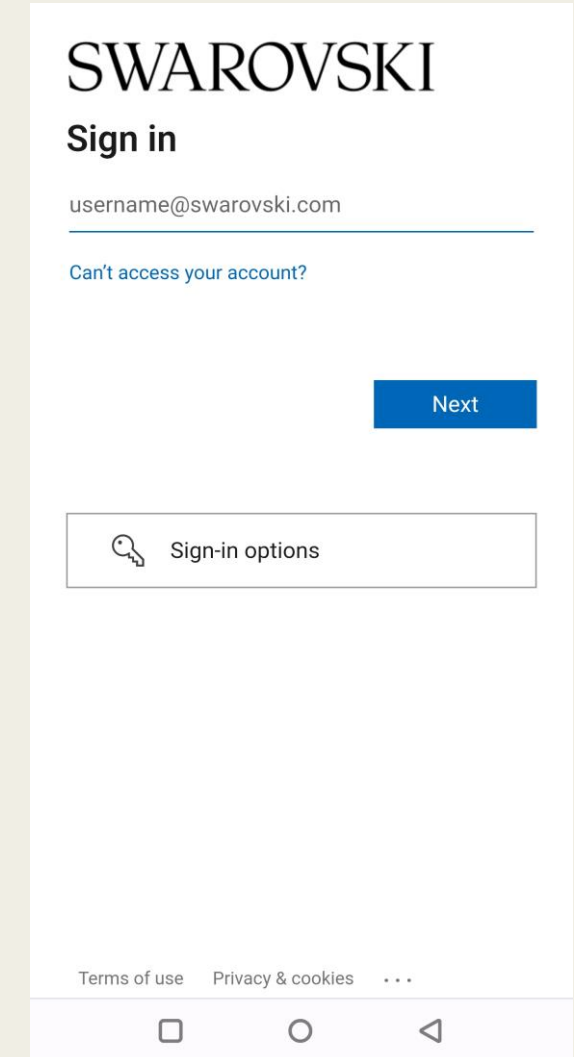 SWAROVSKI
Sign in
username@swarovski.com
Can't access your account?
Next
Sign-in options
Terms of use Privacy & cookies ...